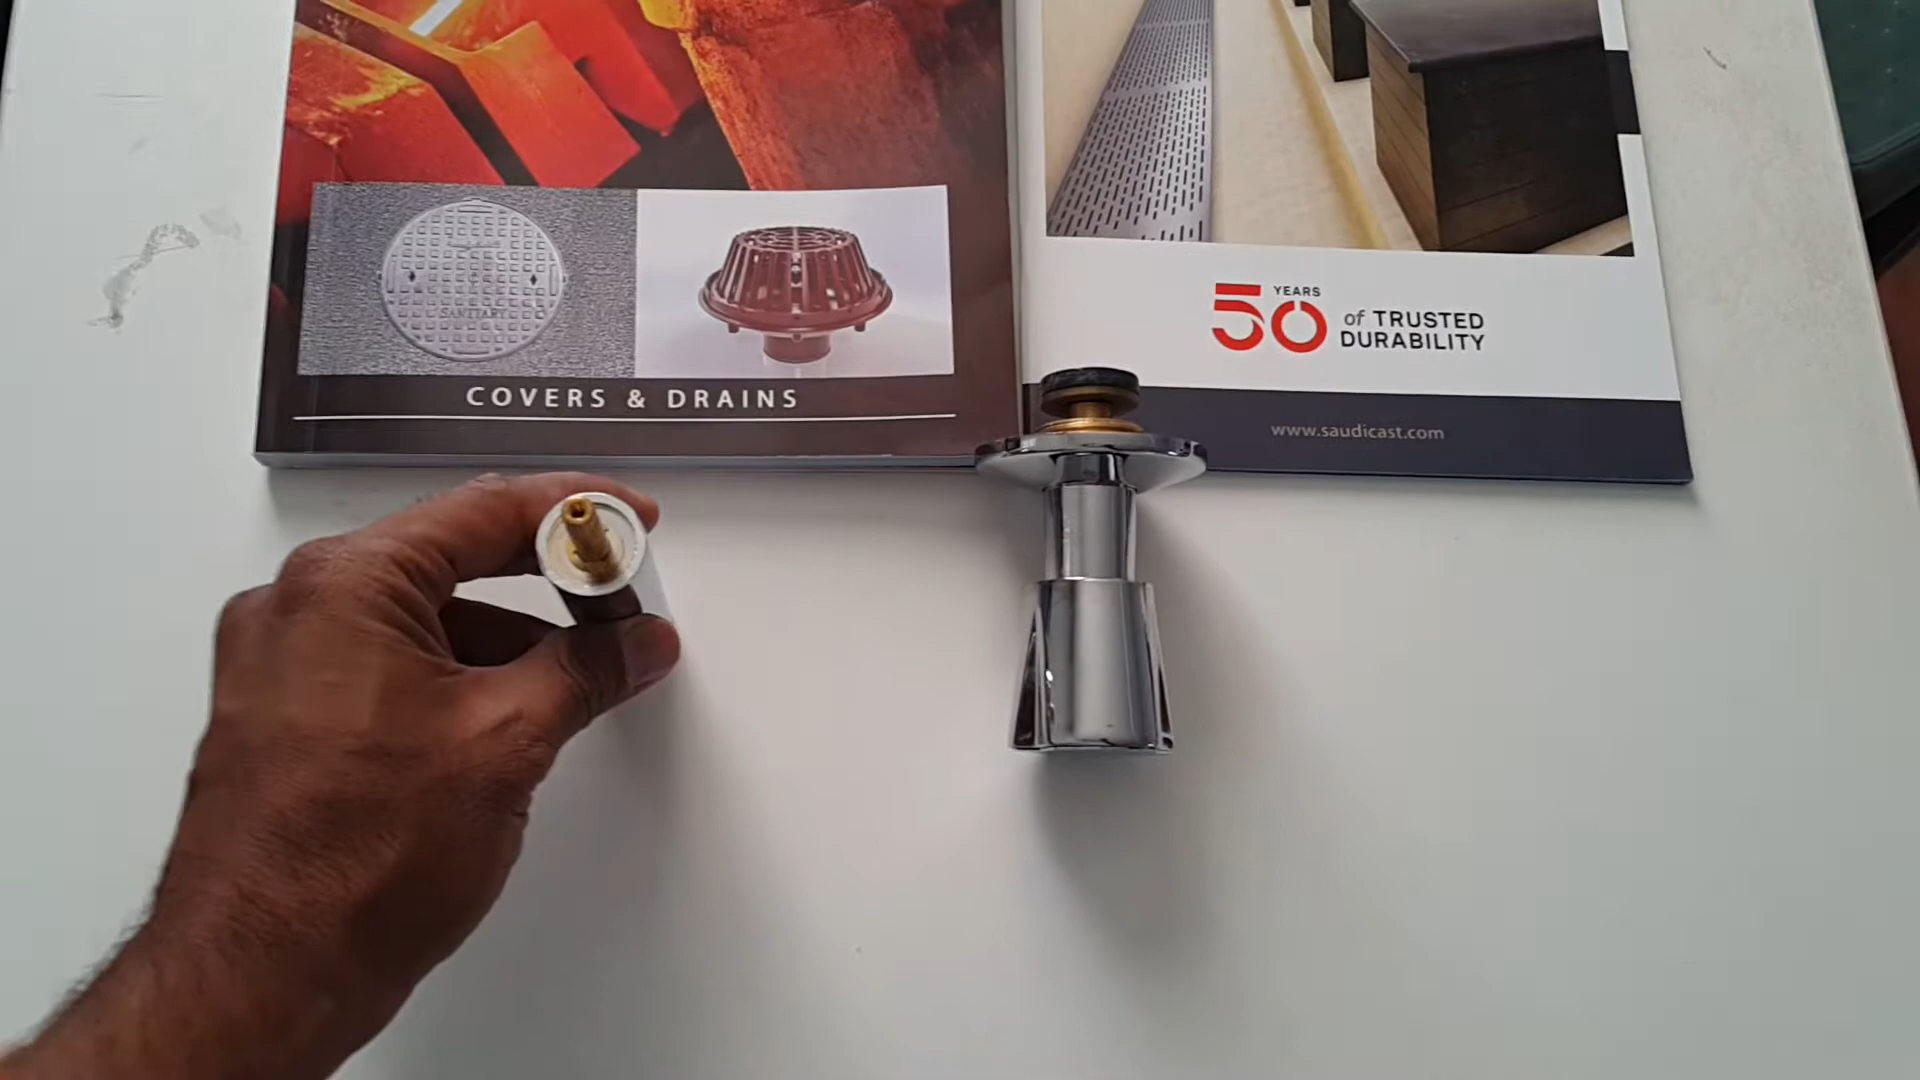 SANITARY
COVERS & DRAINS
50 YEARS
of TRUSTED
DURABILITY
www.saudicast.com